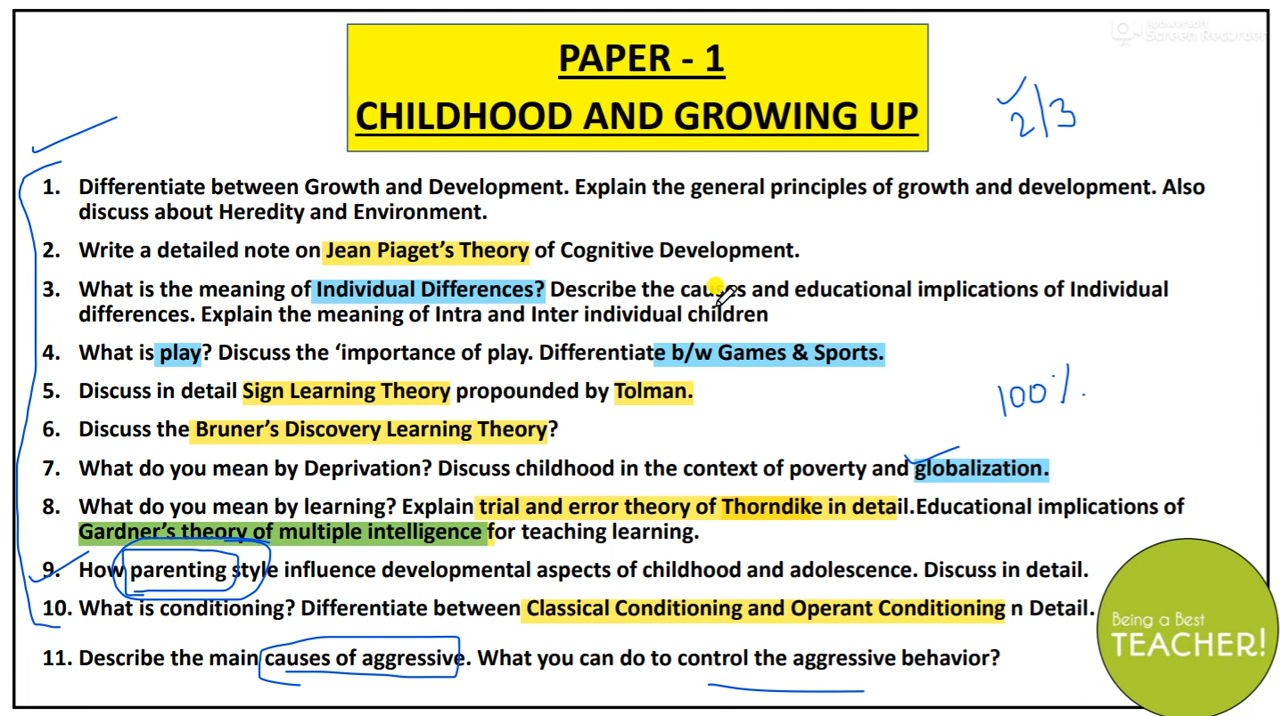 Screen Recorder
PAPER - 1
CHILDHOOD AND GROWING UP
2/3
1. Differentiate between Growth and Development. Explain the general principles of growth and development. Also
discuss about Heredity and Environment.
2. Write a detailed note on Jean Piaget's Theory of Cognitive Development.
3. What is the meaning of Individual Differences? Describe the causes and educational implications of Individual
differences. Explain the meaning of Intra and Inter individual children
4. What is play? Discuss the ‘importance of play. Differentiate b/w Games & Sports.
5. Discuss in detail Sign Learning Theory propounded by Tolman.
100%.
6. Discuss the Bruner's Discovery Learning Theory?
7. What do you mean by Deprivation? Discuss childhood in the context of poverty and globalization.
8. What do you mean by learning? Explain trial and error theory of Thorndike in detail.Educational implications of
Gardner's theory of multiple intelligence for teaching learning.
9. How parenting style influence developmental aspects of childhood and adolescence. Discuss in detail.
10. What is conditioning? Differentiate between Classical Conditioning and Operant Conditioning n Detail.
11. Describe the main causes of aggressive. What you can do to control the aggressive behavior?
Being a Best
TEACHER!